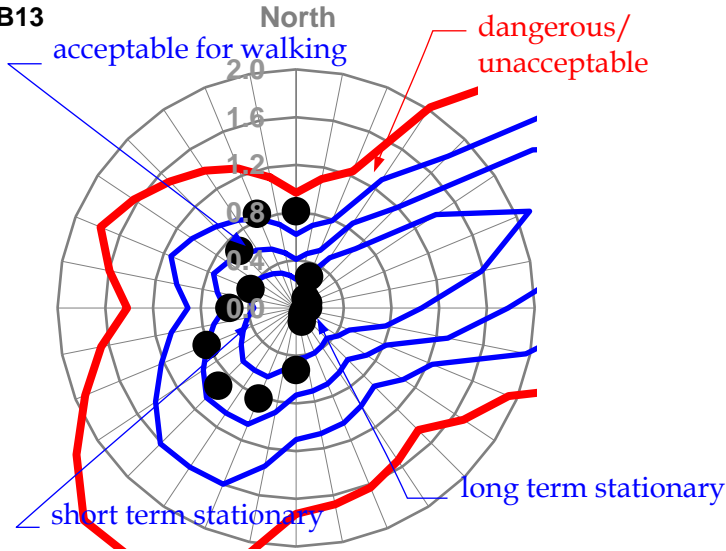 B13
North
acceptable for walking
dangerous/
unacceptable
2.0
1.6
1.2
0.8
0.4
0.0
long term stationary
short term stationary